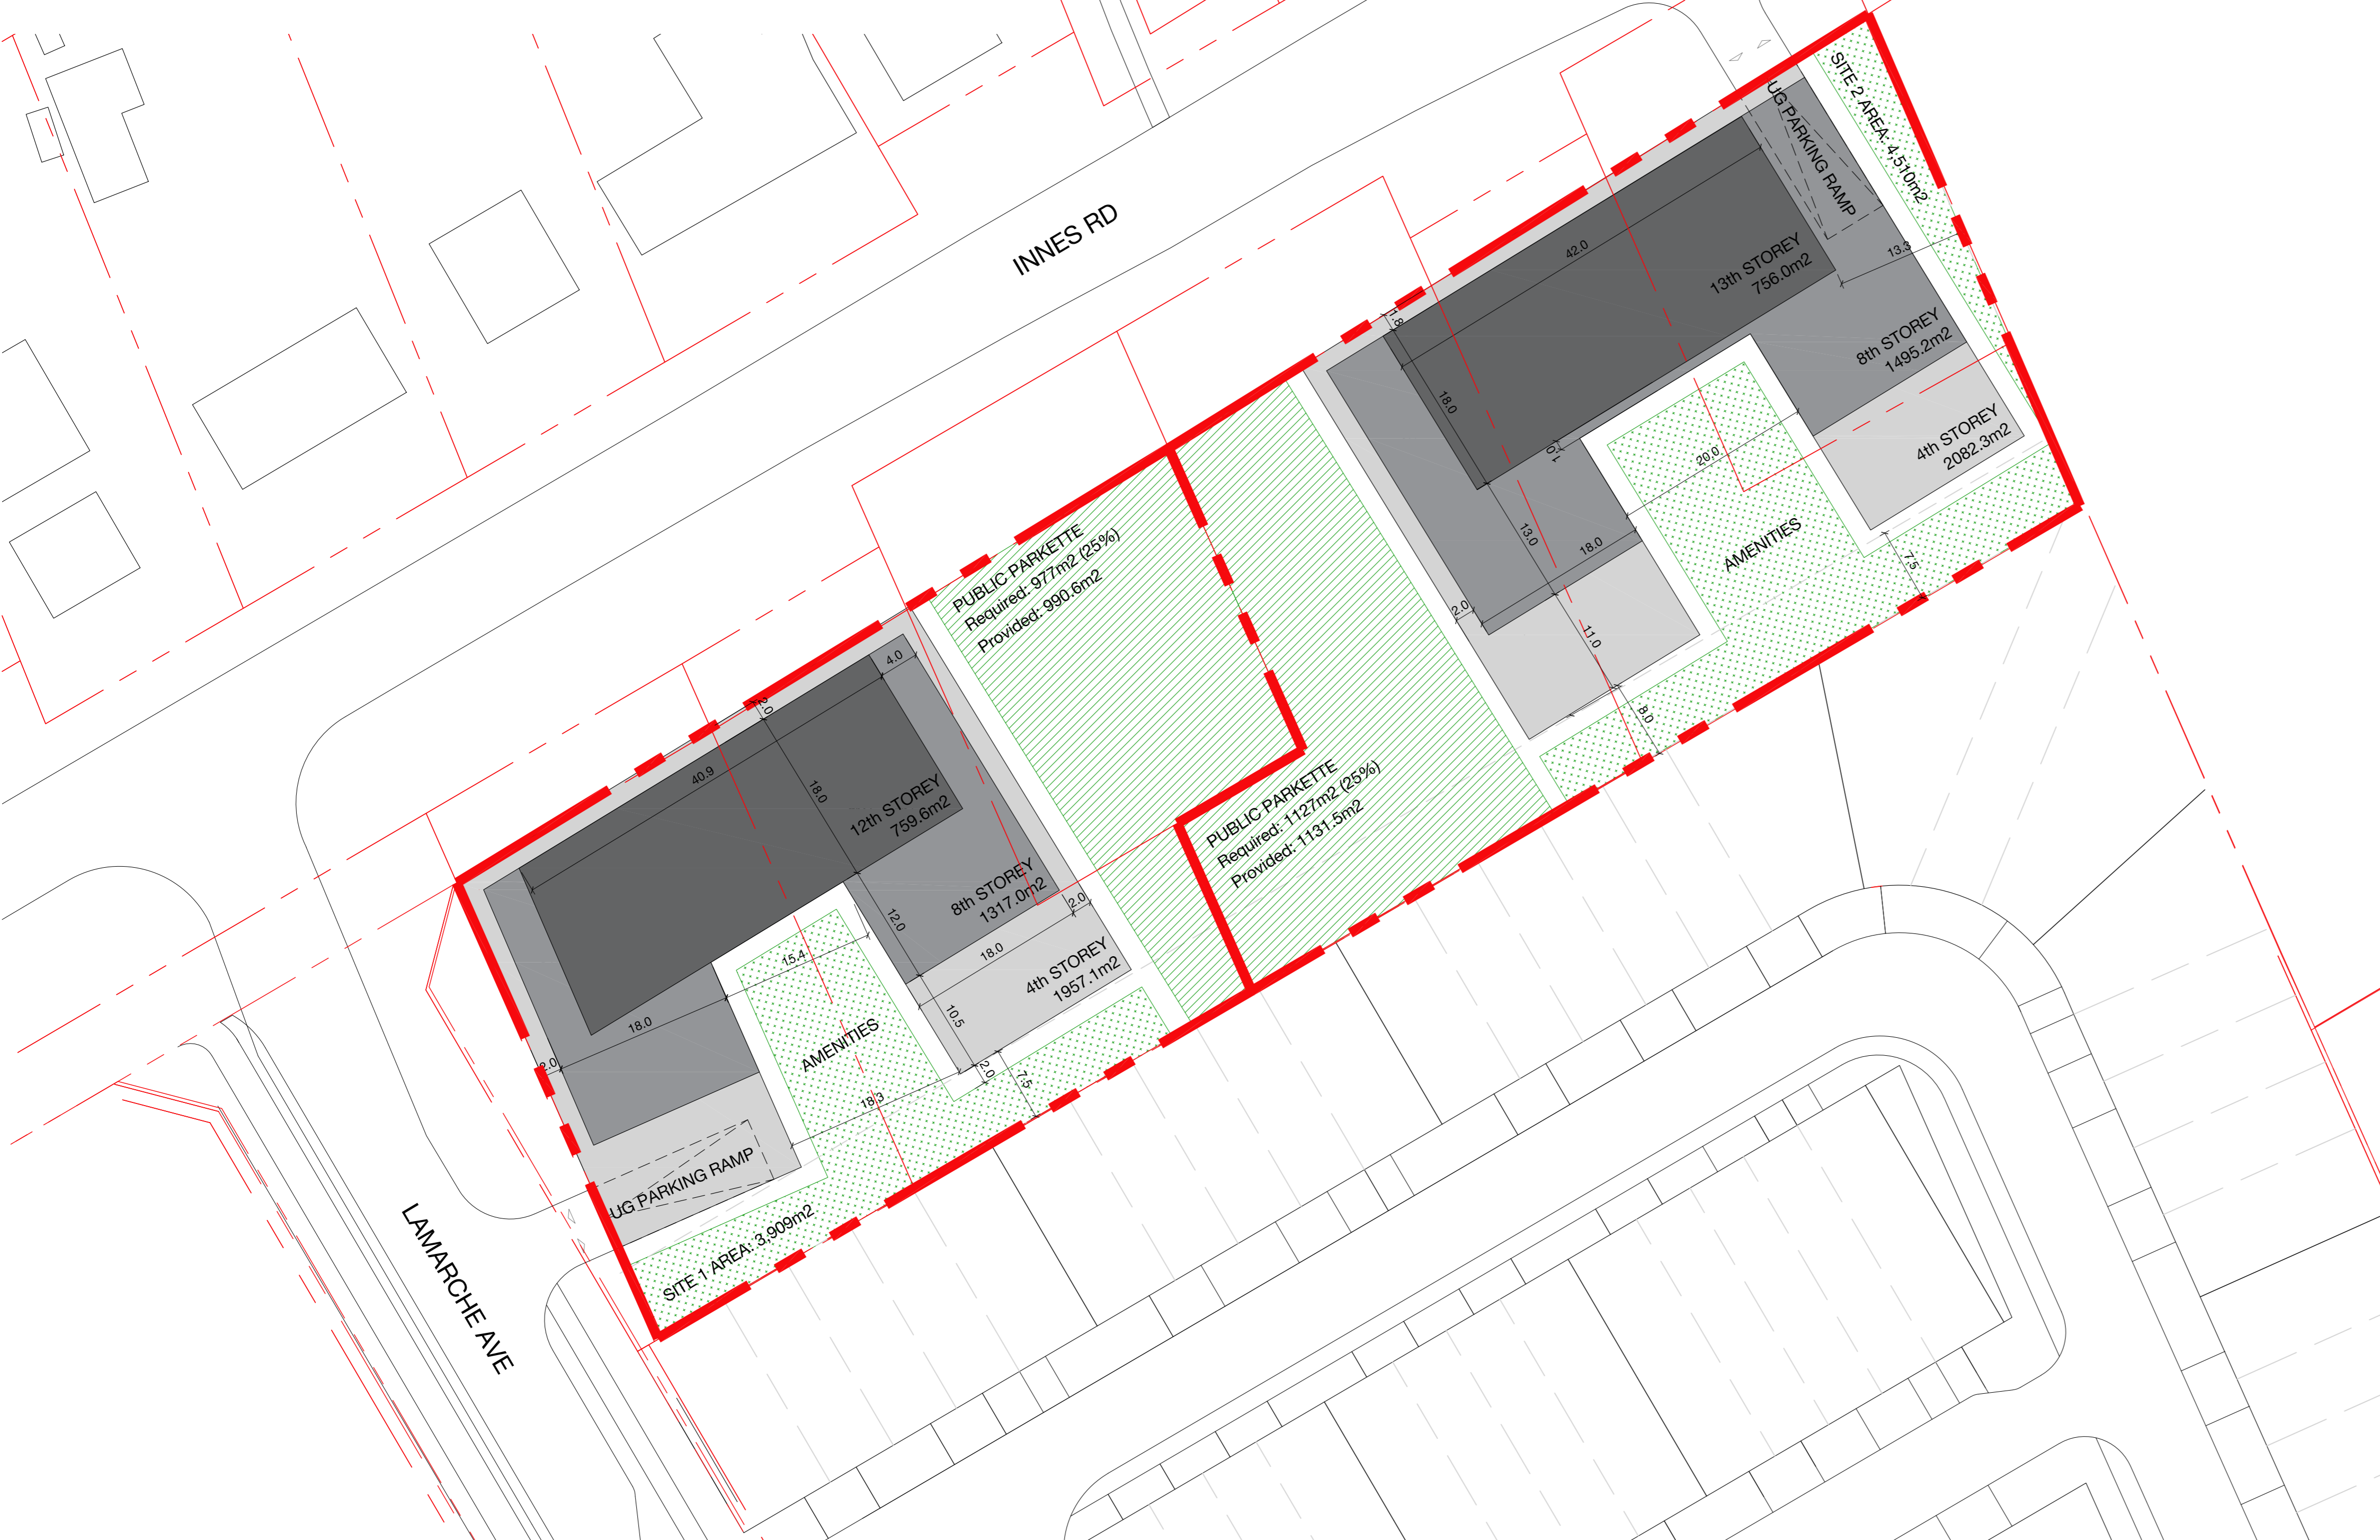 INNES RD
SITE 2 AREA: 4,510m2
UG PARKING RAMP
42.0
13th STOREY
756.0m2
13.3
1.8
18.0
8th STOREY
1495.2m2
1.0
20.0
4th STOREY
2082.3m2
13.0
18.0
AMENITIES
7.5
2.0
11.0
8.0
PUBLIC PARKETTE
Required: 977m2 (25%)
Provided: 990.6m2
PUBLIC PARKETTE
Required: 1127m2 (25%)
Provided: 1131.5m2
4.0
2.0
40.9
18.0
12th STOREY
759.6m2
8th STOREY
1317.0m2
12.0
2.0
15.4
18.0
4th STOREY
1957.1m2
18.0
10.5
AMENITIES
2.0
2.0
7.5
18.3
UG PARKING RAMP
SITE 1 AREA: 3,909m2
LAMARCHE AVE